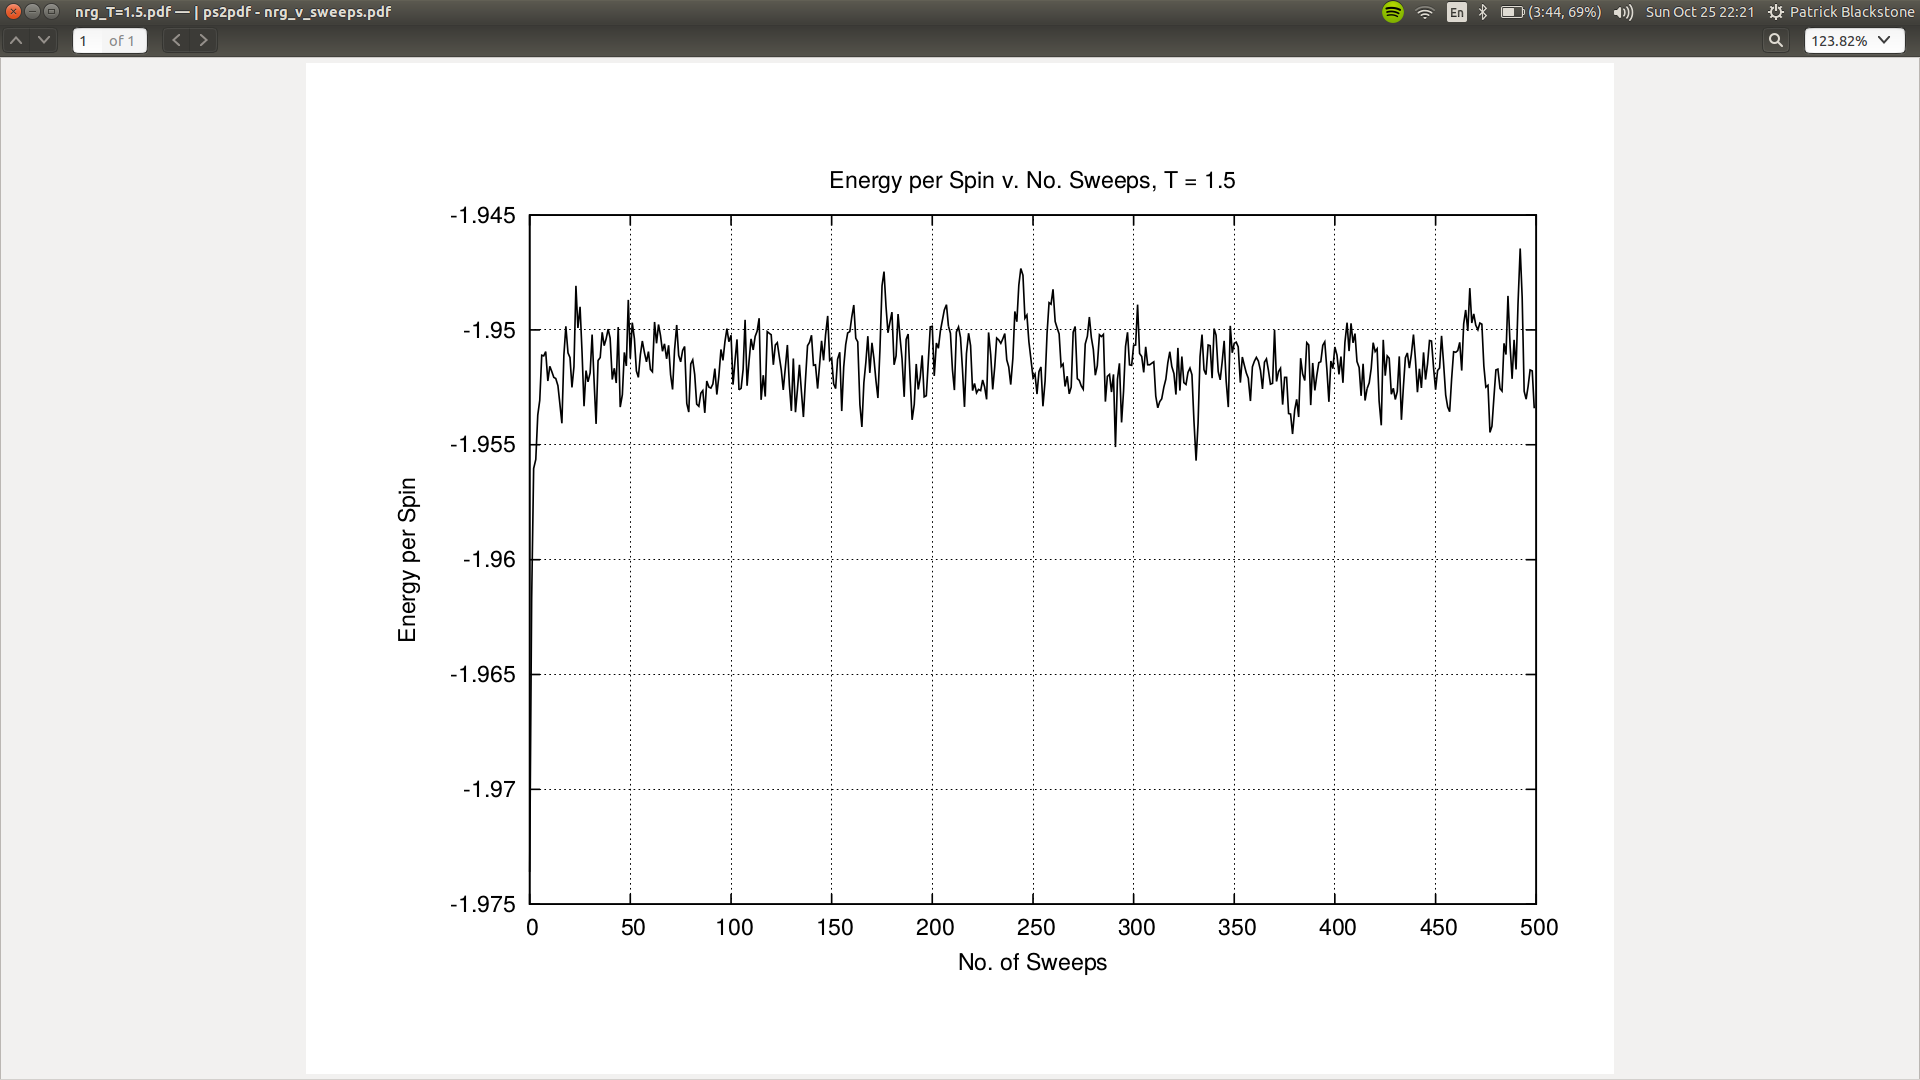 nrg_T=1.5.pdf — | ps2pdf - nrg_v_sweeps.pdf
En (3:44, 69%) Sun Oct 25 22:21 Patrick Blackstone
1 of 1 123.82%
Energy per Spin v. No. Sweeps, T = 1.5
-1.945
-1.95
-1.955
-1.96
-1.965
-1.97
-1.975
Energy per Spin
0 50 100 150 200 250 300 350 400 450 500
No. of Sweeps